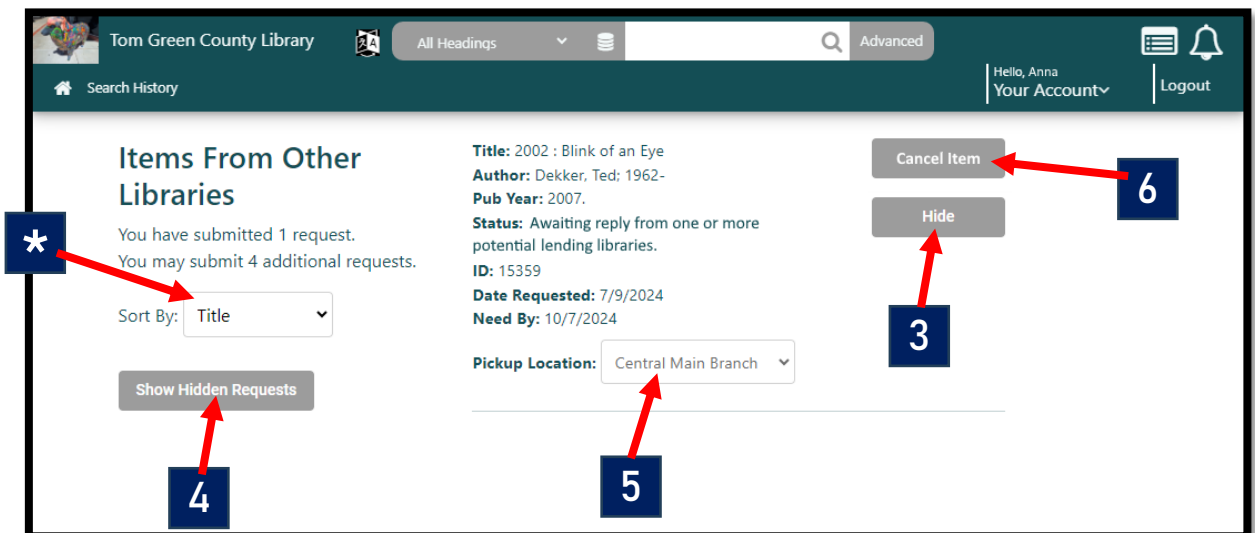 Tom Green County Library
All Headings
Advanced
Search History
Hello, Anna
Your Account
Logout
Items From Other
Libraries
You have submitted 1 request.
You may submit 4 additional requests.
*
Sort By: Title
Show Hidden Requests
4
Title: 2002 : Blink of an Eye
Author: Dekker, Ted; 1962-
Pub Year: 2007.
Status: Awaiting reply from one or more
potential lending libraries.
ID: 15359
Date Requested: 7/9/2024
Need By: 10/7/2024
Pickup Location: Central Main Branch
5
Cancel Item
6
Hide
3